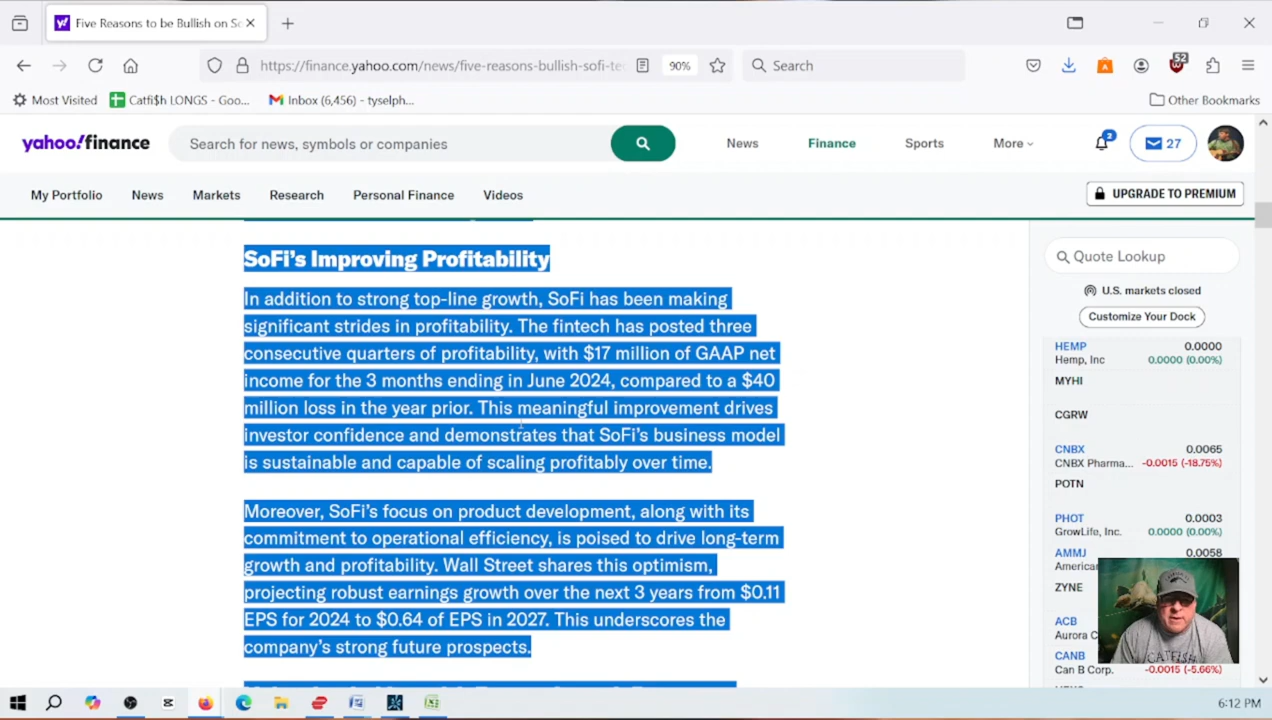 Five Reasons to be Bullish on So
https://finance.yahoo.com/news/five-reasons-bullish-sofi-tec
90%
Search
52
Most Visited
Catfi$h LONGS - Goo...
Inbox (6,456) - tyselph...
Other Bookmarks
yahoo!finance
Search for news, symbols or companies
News
Finance
Sports
More
2
27
My Portfolio
News
Markets
Research
Personal Finance
Videos
UPGRADE TO PREMIUM
SoFi's Improving Profitability
In addition to strong top-line growth, SoFi has been making
significant strides in profitability. The fintech has posted three
consecutive quarters of profitability, with $17 million of GAAP net
income for the 3 months ending in June 2024, compared to a $40
million loss in the year prior. This meaningful improvement drives
investor confidence and demonstrates that SoFi's business model
is sustainable and capable of scaling profitably over time.
Moreover, SoFi's focus on product development, along with its
commitment to operational efficiency, is poised to drive long-term
growth and profitability. Wall Street shares this optimism,
projecting robust earnings growth over the next 3 years from $0.11
EPS for 2024 to $0.64 of EPS in 2027. This underscores the
company's strong future prospects.
Quote Lookup
U.S. markets closed
Customize Your Dock
HEMP 0.0000
Hemp, Inc 0.0000 (0.00%)
MYHI
CGRW
CNBX 0.0065
CNBX Pharma... -0.0015 (-18.75%)
POTN
PHOT 0.0003
GrowLife, Inc. 0.0000 (0.00%)
AMMJ 0.0058
American
ZYNE
ACB
Aurora C
CANB
Can B Corp. -0.0015 (-5.66%)
CATFISH
6:12 PM